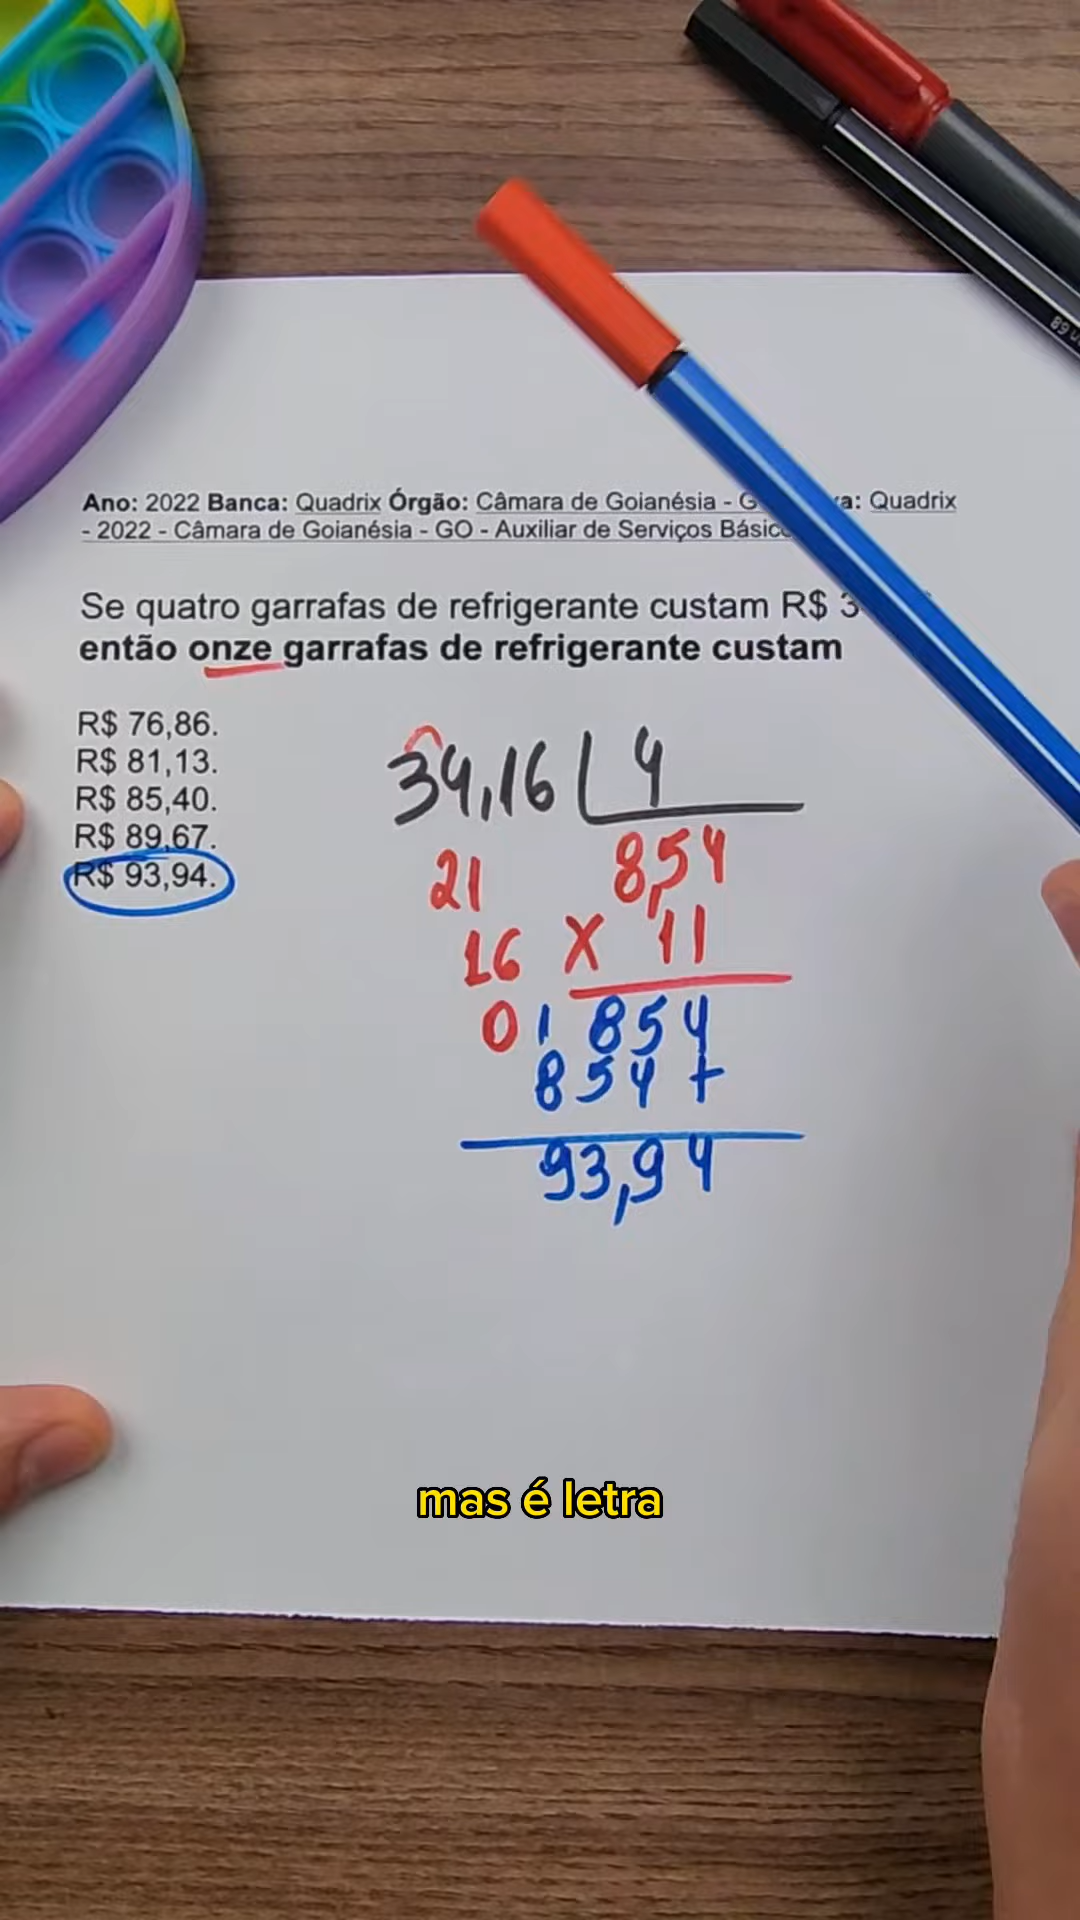 Ano: 2022 Banca: Quadrix Órgão: Câmara de Goianésia - G a: Quadrix
- 2022 - Câmara de Goianésia - GO - Auxiliar de Serviços Básic
Se quatro garrafas de refrigerante custam R$ 3
então onze garrafas de refrigerante custam
R$ 76,86.
R$ 81,13.
R$ 85,40.
R$ 89,67.
R$ 93,94.
34,16 4
21 8,54
16 X 11
0 1 854
854 +
93,94
mas é letra